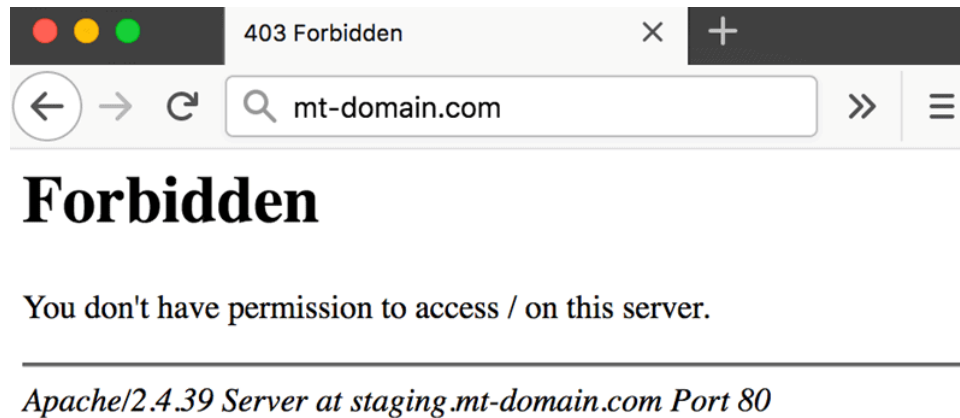 403 Forbidden
mt-domain.com
Forbidden
You don't have permission to access / on this server.
Apache/2.4.39 Server at staging.mt-domain.com Port 80